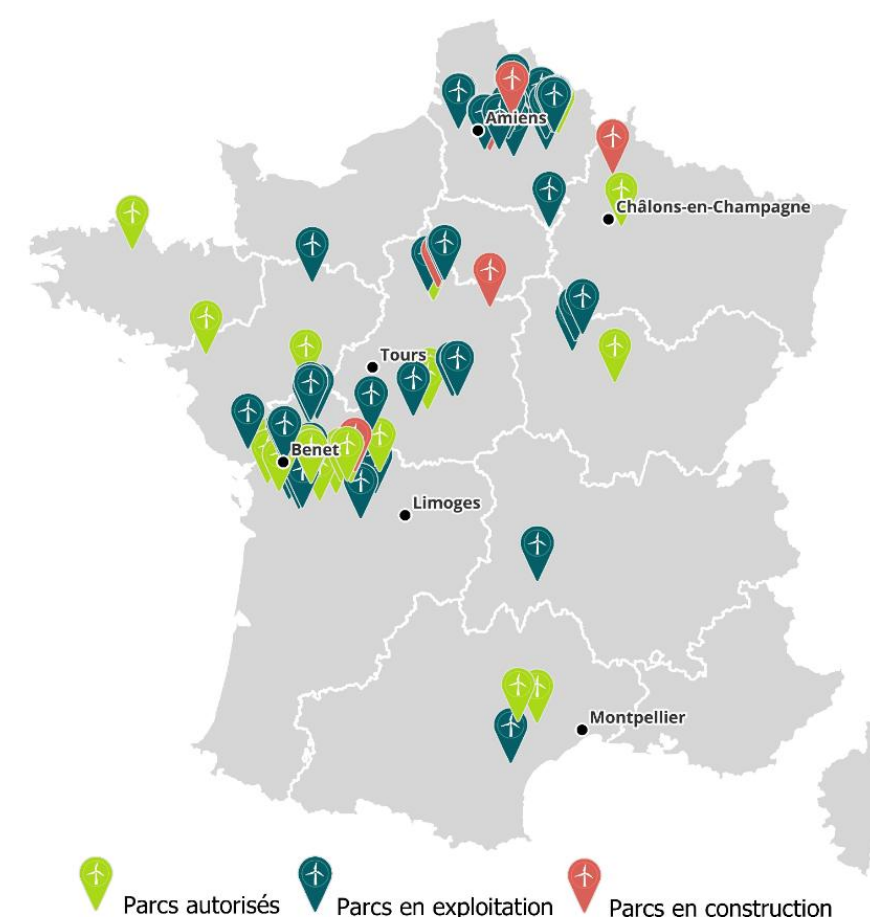 Amiens
Châlons-en-Champagne
Tours
Benet
Limoges
Montpellier
Parcs autorisés
Parcs en exploitation
Parcs en construction